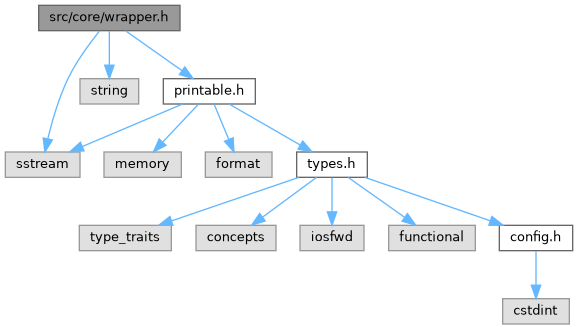 src/core/wrapper.h
string
printable.h
sstream
memory
format
types.h
type_traits
concepts
iosfwd
functional
config.h
cstdint